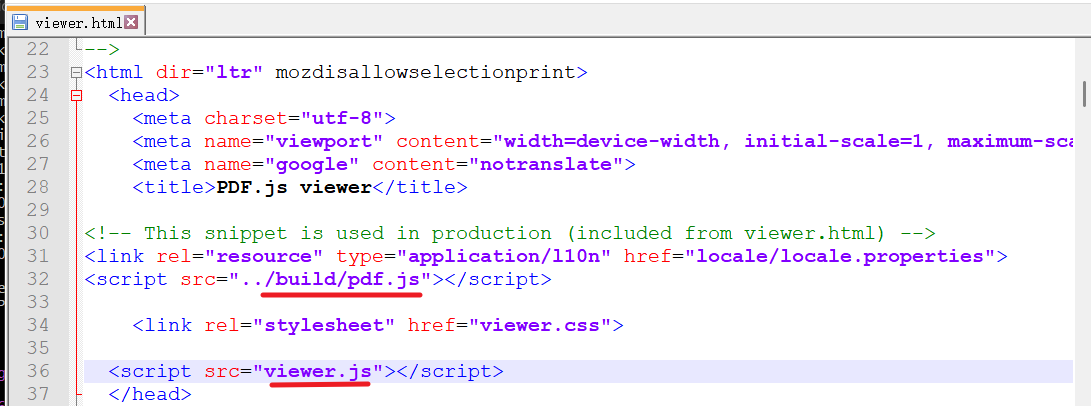 viewer.html
22 -->
23 <html dir="ltr" mozdisallowselectionprint>
24 <head>
25 <meta charset="utf-8">
26 <meta name="viewport" content="width=device-width, initial-scale=1, maximum-sca
27 <meta name="google" content="notranslate">
28 <title>PDF.js viewer</title>
29
30 <!-- This snippet is used in production (included from viewer.html) -->
31 <link rel="resource" type="application/l10n" href="locale/locale.properties">
32 <script src="../build/pdf.js"></script>
33
34 <link rel="stylesheet" href="viewer.css">
35
36 <script src="viewer.js"></script>
37 </head>